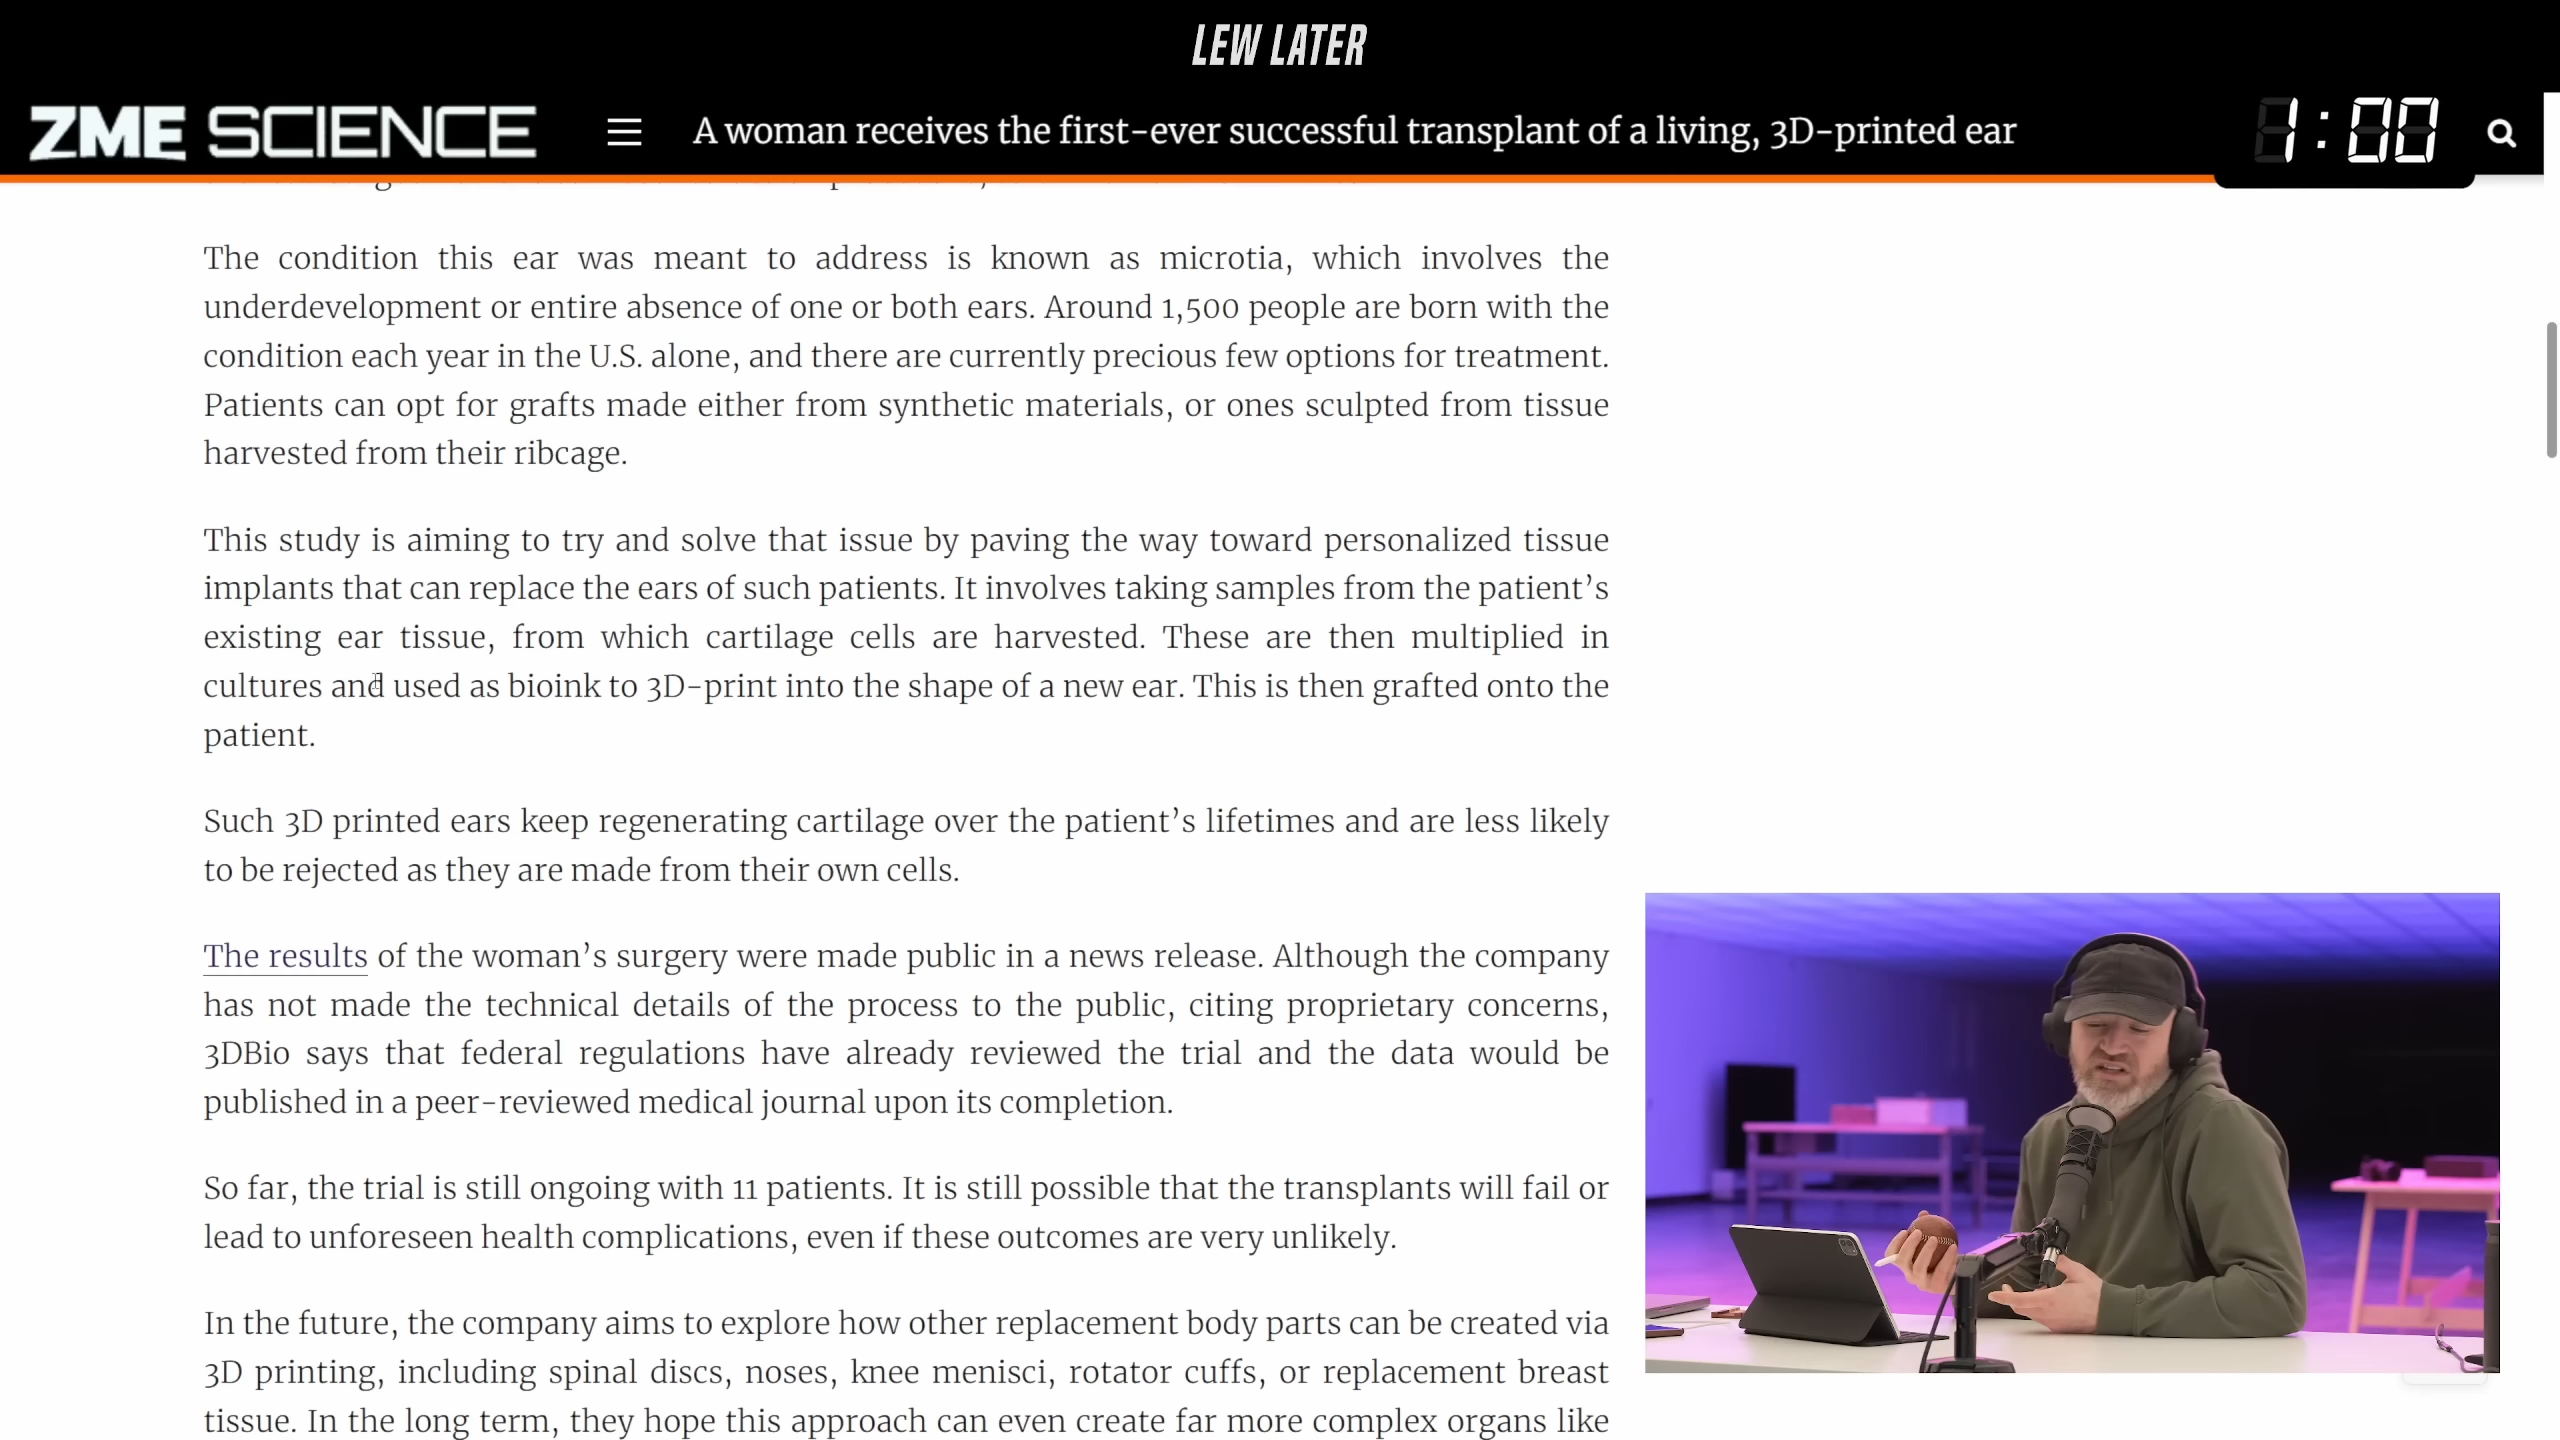 LEW LATER
ZME SCIENCE
A woman receives the first-ever successful transplant of a living, 3D-printed ear
1:00
The condition this ear was meant to address is known as microtia, which involves the
underdevelopment or entire absence of one or both ears. Around 1,500 people are born with the
condition each year in the U.S. alone, and there are currently precious few options for treatment.
Patients can opt for grafts made either from synthetic materials, or ones sculpted from tissue
harvested from their ribcage.
This study is aiming to try and solve that issue by paving the way toward personalized tissue
implants that can replace the ears of such patients. It involves taking samples from the patient’s
existing ear tissue, from which cartilage cells are harvested. These are then multiplied in
cultures and used as bioink to 3D-print into the shape of a new ear. This is then grafted onto the
patient.
Such 3D printed ears keep regenerating cartilage over the patient’s lifetimes and are less likely
to be rejected as they are made from their own cells.
The results of the woman’s surgery were made public in a news release. Although the company
has not made the technical details of the process to the public, citing proprietary concerns,
3DBio says that federal regulations have already reviewed the trial and the data would be
published in a peer-reviewed medical journal upon its completion.
So far, the trial is still ongoing with 11 patients. It is still possible that the transplants will fail or
lead to unforeseen health complications, even if these outcomes are very unlikely.
In the future, the company aims to explore how other replacement body parts can be created via
3D printing, including spinal discs, noses, knee menisci, rotator cuffs, or replacement breast
tissue. In the long term, they hope this approach can even create far more complex organs like